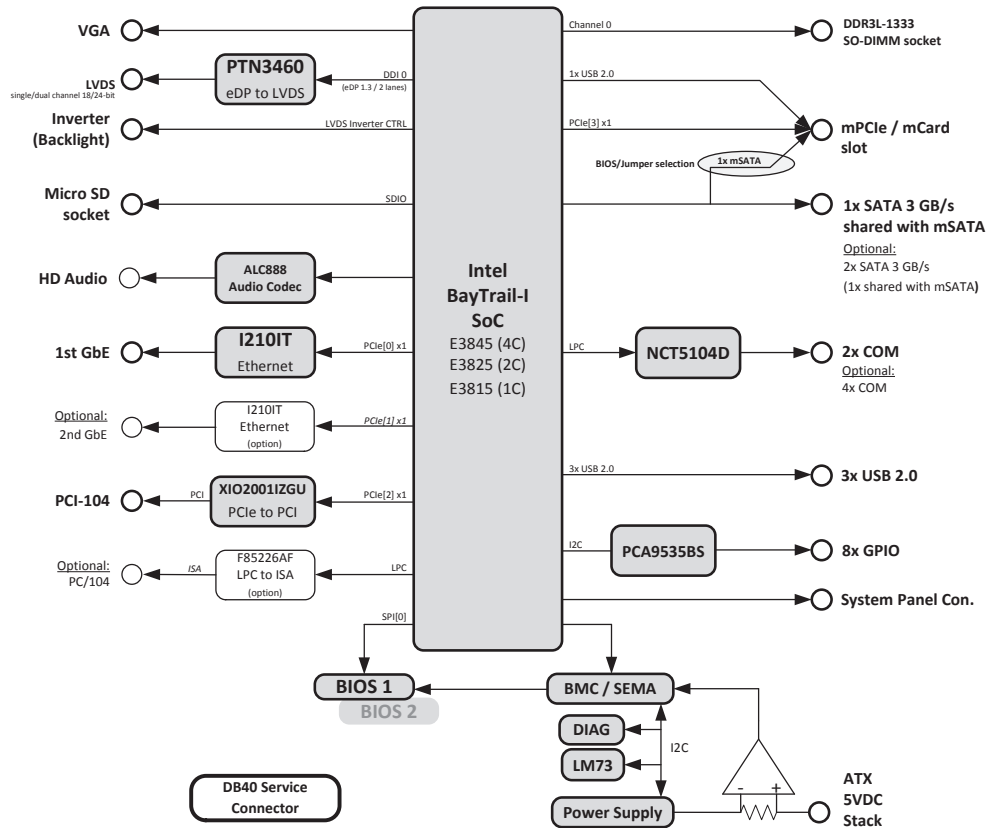 VGA
PTN3460
eDP to LVDS
DDI 0
(eDP 1.3 / 2 lanes)
LVDS
single/dual channel 18/24-bit
Inverter
(Backlight)
LVDS Inverter CTRL
Micro SD
socket
SDIO
HD Audio
ALC888
Audio Codec
1st GbE
I210IT
Ethernet
PCIe[0] x1
Optional:
2nd GbE
I210IT
Ethernet
(option)
PCIe[1] x1
PCI-104
PCI
XIO2001IZGU
PCIe to PCI
PCIe[2] x1
Optional:
PC/104
ISA
F85226AF
LPC to ISA
(option)
LPC
SPI[0]
Intel
BayTrail-I
SoC
E3845 (4C)
E3825 (2C)
E3815 (1C)
Channel 0
DDR3L-1333
SO-DIMM socket
1x USB 2.0
PCIe[3] x1
mPCIe / mCard
slot
BIOS/Jumper selection
1x mSATA
1x SATA 3 GB/s
shared with mSATA
Optional:
2x SATA 3 GB/s
(1x shared with mSATA)
LPC
NCT5104D
2x COM
Optional:
4x COM
3x USB 2.0
3x USB 2.0
I2C
PCA9535BS
8x GPIO
System Panel Con.
BIOS 1
BIOS 2
BMC / SEMA
DIAG
I2C
LM73
Power Supply
- +
ATX
5VDC
Stack
DB40 Service
Connector